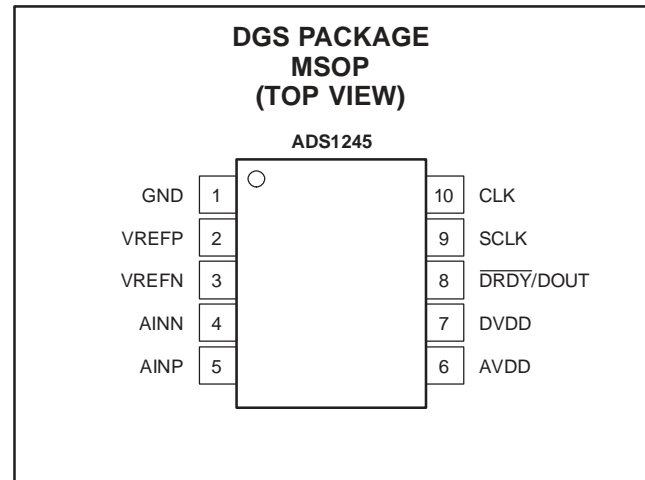 DGS PACKAGE
MSOP
(TOP VIEW)
ADS1245
GND 1 10 CLK
VREFP 2 9 SCLK
VREFN 3 8 D̅R̅D̅Y̅/DOUT
AINN 4 7 DVDD
AINP 5 6 AVDD